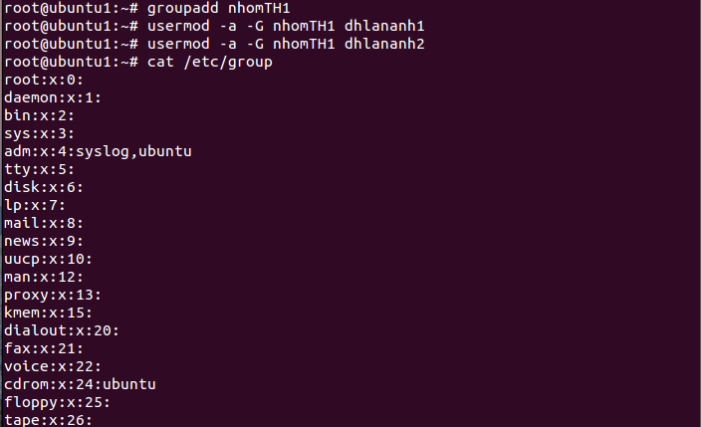 root@ubuntu1:~# groupadd nhomTH1
root@ubuntu1:~# usermod -a -G nhomTH1 dhlananh1
root@ubuntu1:~# usermod -a -G nhomTH1 dhlananh2
root@ubuntu1:~# cat /etc/group
root:x:0:
daemon:x:1:
bin:x:2:
sys:x:3:
adm:x:4:syslog,ubuntu
tty:x:5:
disk:x:6:
lp:x:7:
mail:x:8:
news:x:9:
uucp:x:10:
man:x:12:
proxy:x:13:
kmem:x:15:
dialout:x:20:
fax:x:21:
voice:x:22:
cdrom:x:24:ubuntu
floppy:x:25:
tape:x:26: